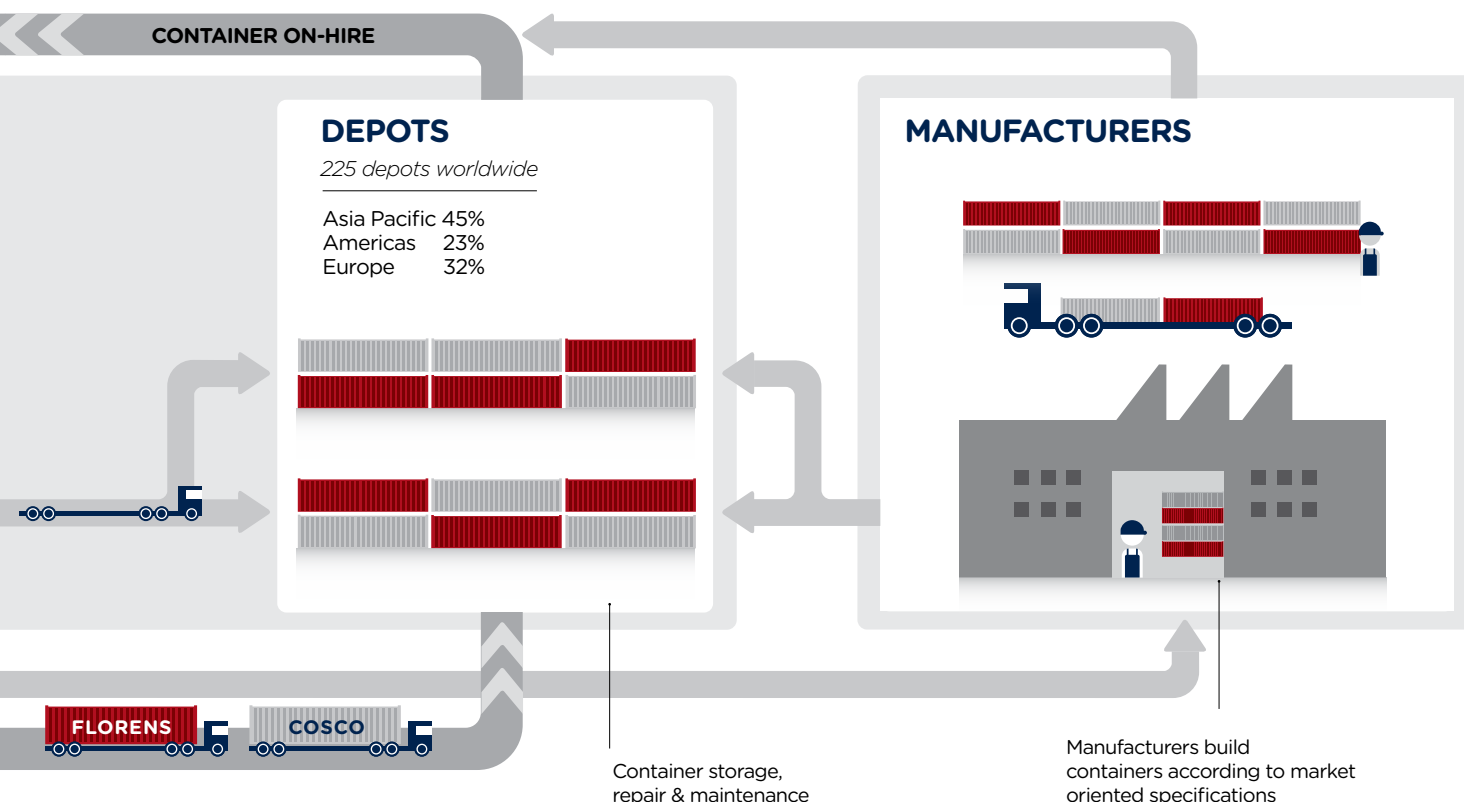 CONTAINER ON-HIRE
DEPOTS
225 depots worldwide
Asia Pacific 45%
Americas 23%
Europe 32%
MANUFACTURERS
FLORENS
COSCO
Container storage,
repair & maintenance
Manufacturers build
containers according to market
oriented specifications